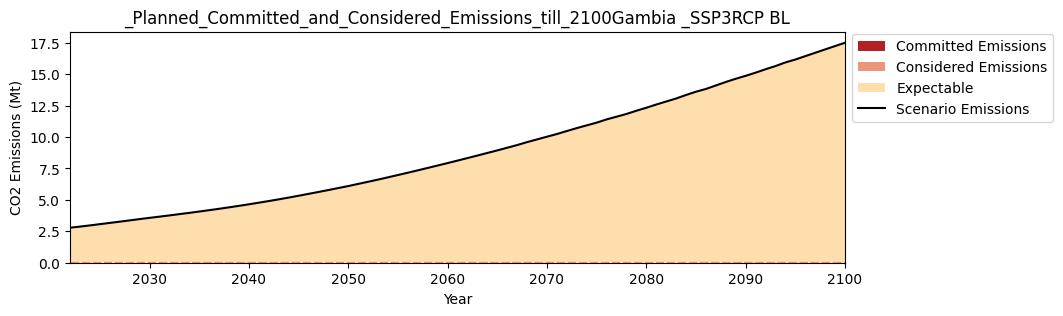 _Planned_Committed_and_Considered_Emissions_till_2100Gambia _SSP3RCP BL
CO2 Emissions (Mt)
17.5
15.0
12.5
10.0
7.5
5.0
2.5
0.0
2030 2040 2050 2060 2070 2080 2090 2100
Year
Committed Emissions
Considered Emissions
Expectable
Scenario Emissions